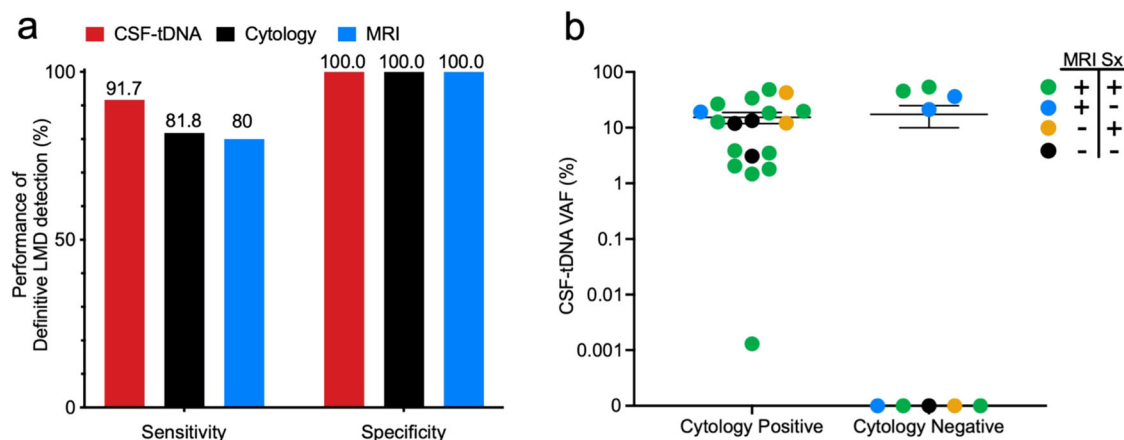 a
CSF-tDNA Cytology MRI
Performance of
Definitive LMD detection (%)
100
50
0
91.7
81.8
80
100.0 100.0 100.0
Sensitivity Specificity
b
CSF-tDNA VAF (%)
100
10
1
0.1
0.01
0.001
0
Cytology Positive Cytology Negative
MRI Sx
+ +
+ -
- +
- -